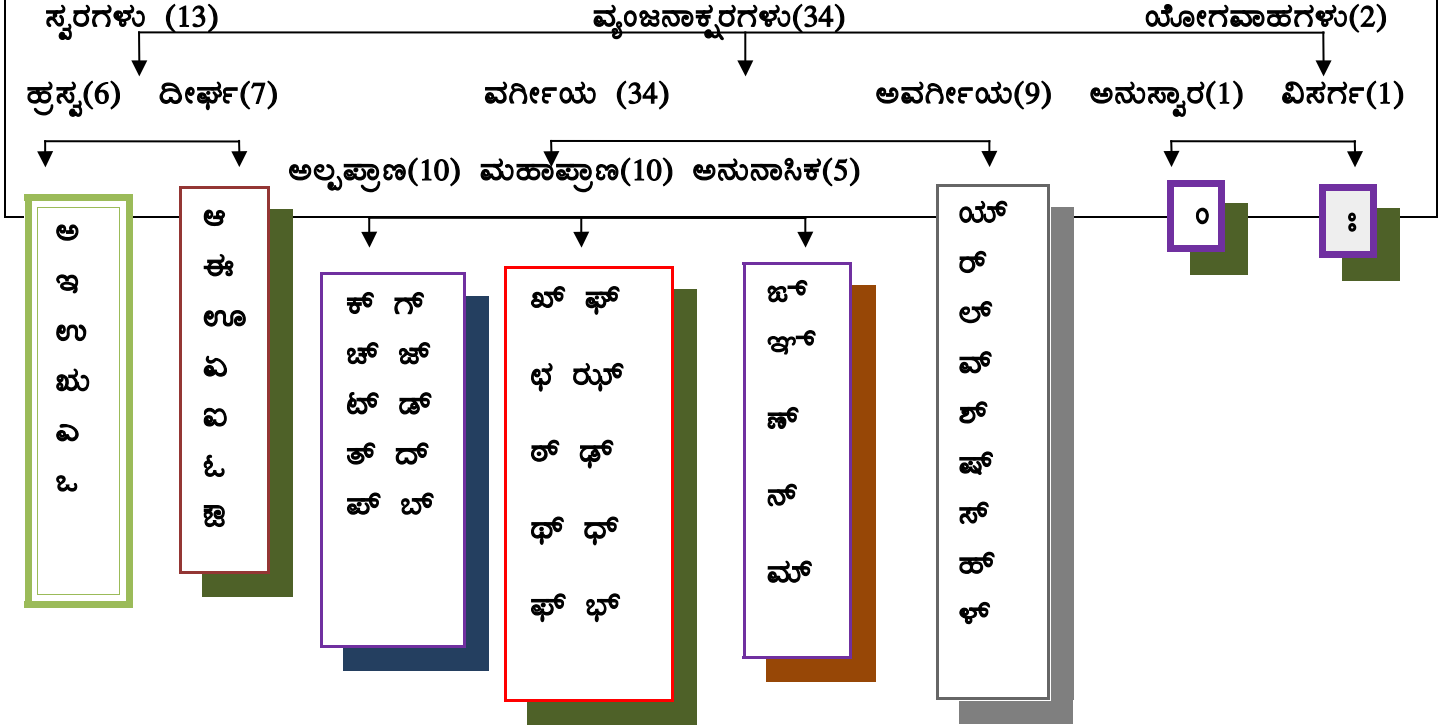 ಸ್ವರಗಳು (13) ವ್ಯಂಜನಾಕ್ಷರಗಳು(34) ಯೋಗವಾಹಗಳು(2)
ಹ್ರಸ್ವ(6) ದೀರ್ಘ(7) ವರ್ಗೀಯ (34) ಅವರ್ಗೀಯ(9) ಅನುಸ್ವಾರ(1) ವಿಸರ್ಗ(1)
ಅಲ್ಪಪ್ರಾಣ(10) ಮಹಾಪ್ರಾಣ(10) ಅನುನಾಸಿಕ(5)
ಅ
ಇ
ಉ
ಋ
ಎ
ಒ
ಆ
ಈ
ಊ
ಏ
ಐ
ಓ
ಔ
ಕ್ ಗ್
ಚ್ ಜ್
ಟ್ ಡ್
ತ್ ದ್
ಪ್ ಬ್
ಖ್ ಘ್
ಛ ಝ್
ಠ್ ಢ್
ಥ್ ಧ್
ಫ್ ಭ್
ಙ್
ಞ್
ಣ್
ನ್
ಮ್
ಯ್
ರ್
ಲ್
ವ್
ಶ್
ಷ್
ಸ್
ಹ್
ಳ್
ಂ
ಃ